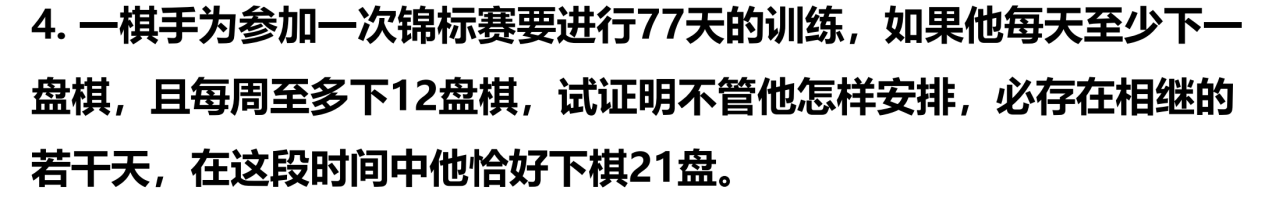 4. 一棋手为参加一次锦标赛要进行77天的训练，如果他每天至少下一
盘棋，且每周至多下12盘棋，试证明不管他怎样安排，必存在相继的
若干天，在这段时间中他恰好下棋21盘。